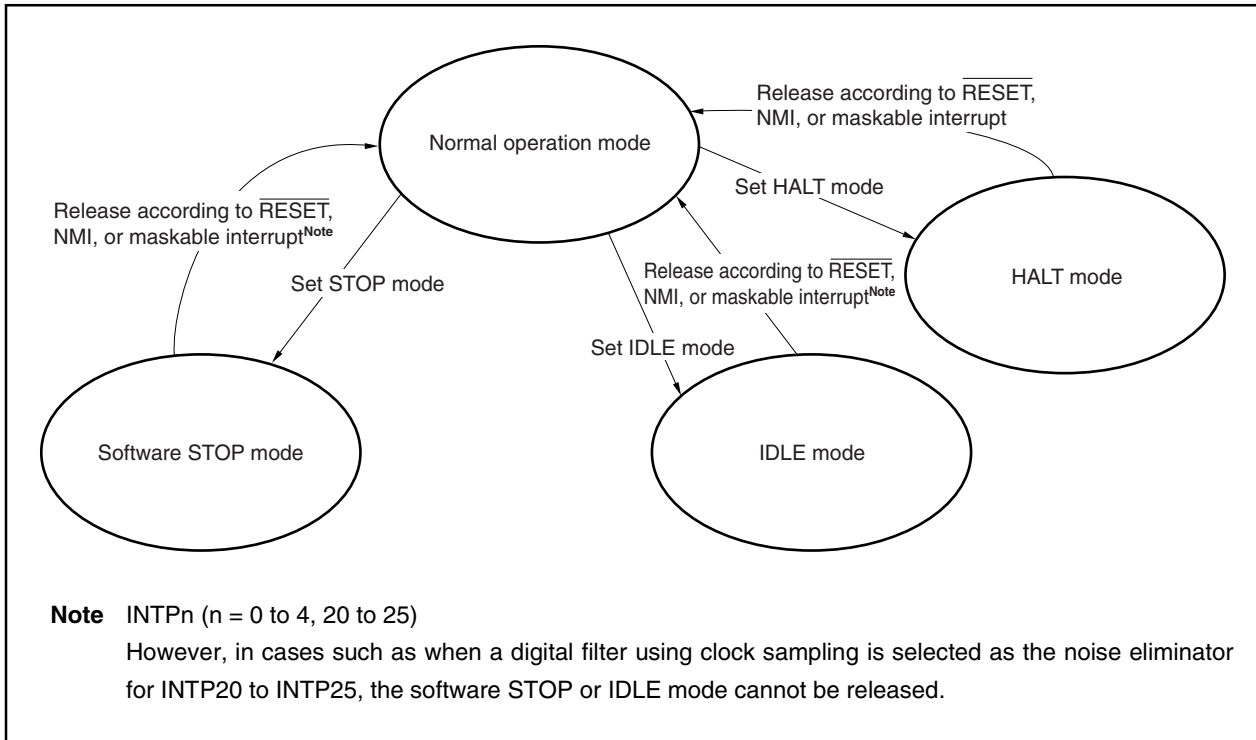 Normal operation mode
Release according to RESET,
NMI, or maskable interrupt
Set HALT mode
HALT mode
Release according to RESET,
NMI, or maskable interruptNote
Set STOP mode
Release according to RESET,
NMI, or maskable interruptNote
Set IDLE mode
Software STOP mode
IDLE mode
Note INTPn (n = 0 to 4, 20 to 25)
However, in cases such as when a digital filter using clock sampling is selected as the noise eliminator
for INTP20 to INTP25, the software STOP or IDLE mode cannot be released.